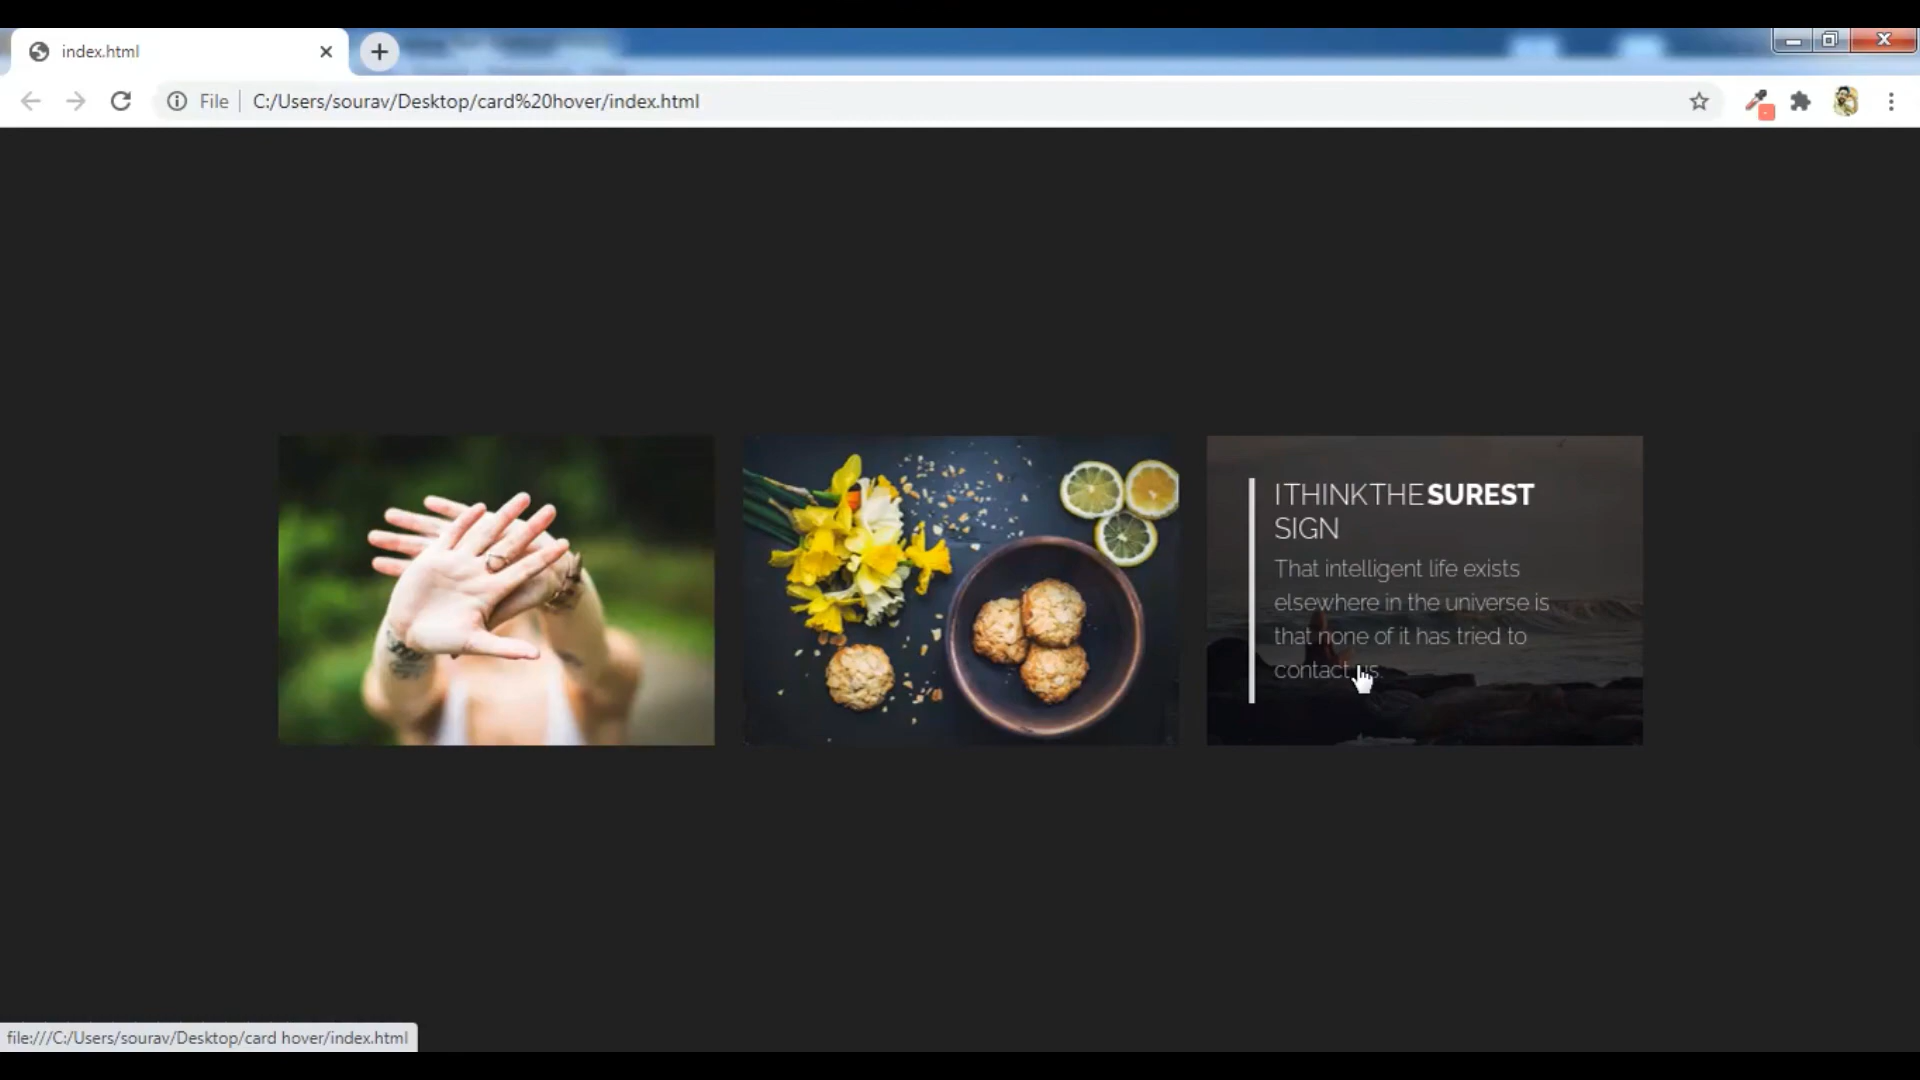 index.html
File
C:/Users/sourav/Desktop/card%20hover/index.html
I THINK THE SUREST
SIGN
That intelligent life exists
elsewhere in the universe is
that none of it has tried to
contact us.
file:///C:/Users/sourav/Desktop/card hover/index.html